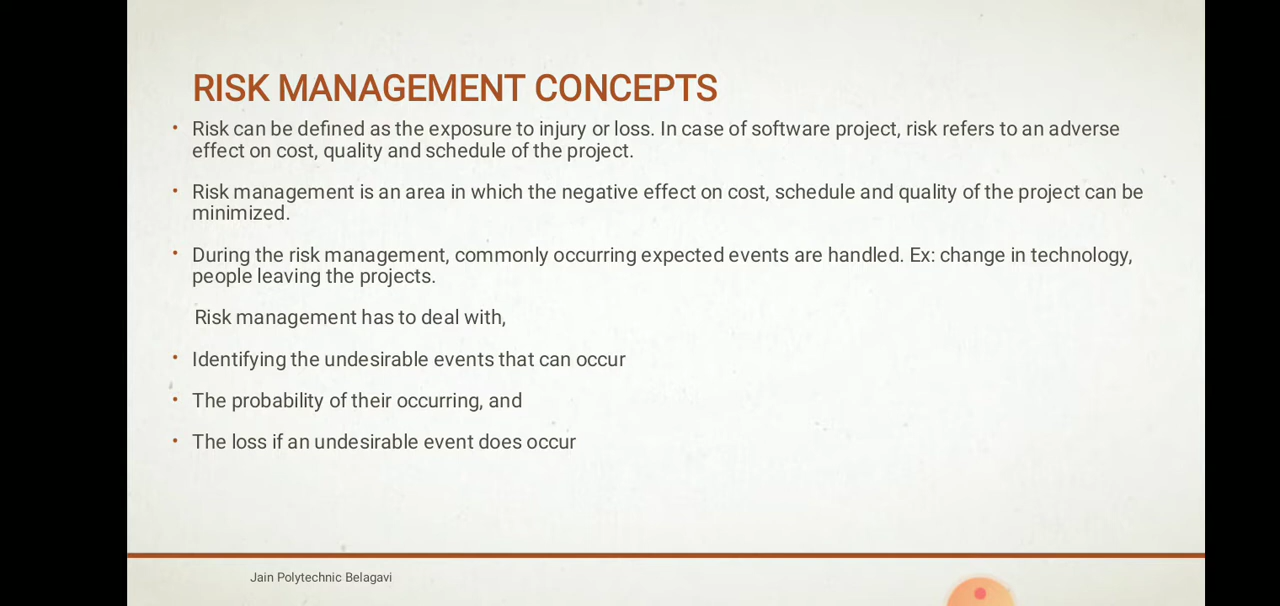 RISK MANAGEMENT CONCEPTS
• Risk can be defined as the exposure to injury or loss. In case of software project, risk refers to an adverse
effect on cost, quality and schedule of the project.
• Risk management is an area in which the negative effect on cost, schedule and quality of the project can be
minimized.
• During the risk management, commonly occurring expected events are handled. Ex: change in technology,
people leaving the projects.
Risk management has to deal with,
• Identifying the undesirable events that can occur
• The probability of their occurring, and
• The loss if an undesirable event does occur
Jain Polytechnic Belagavi